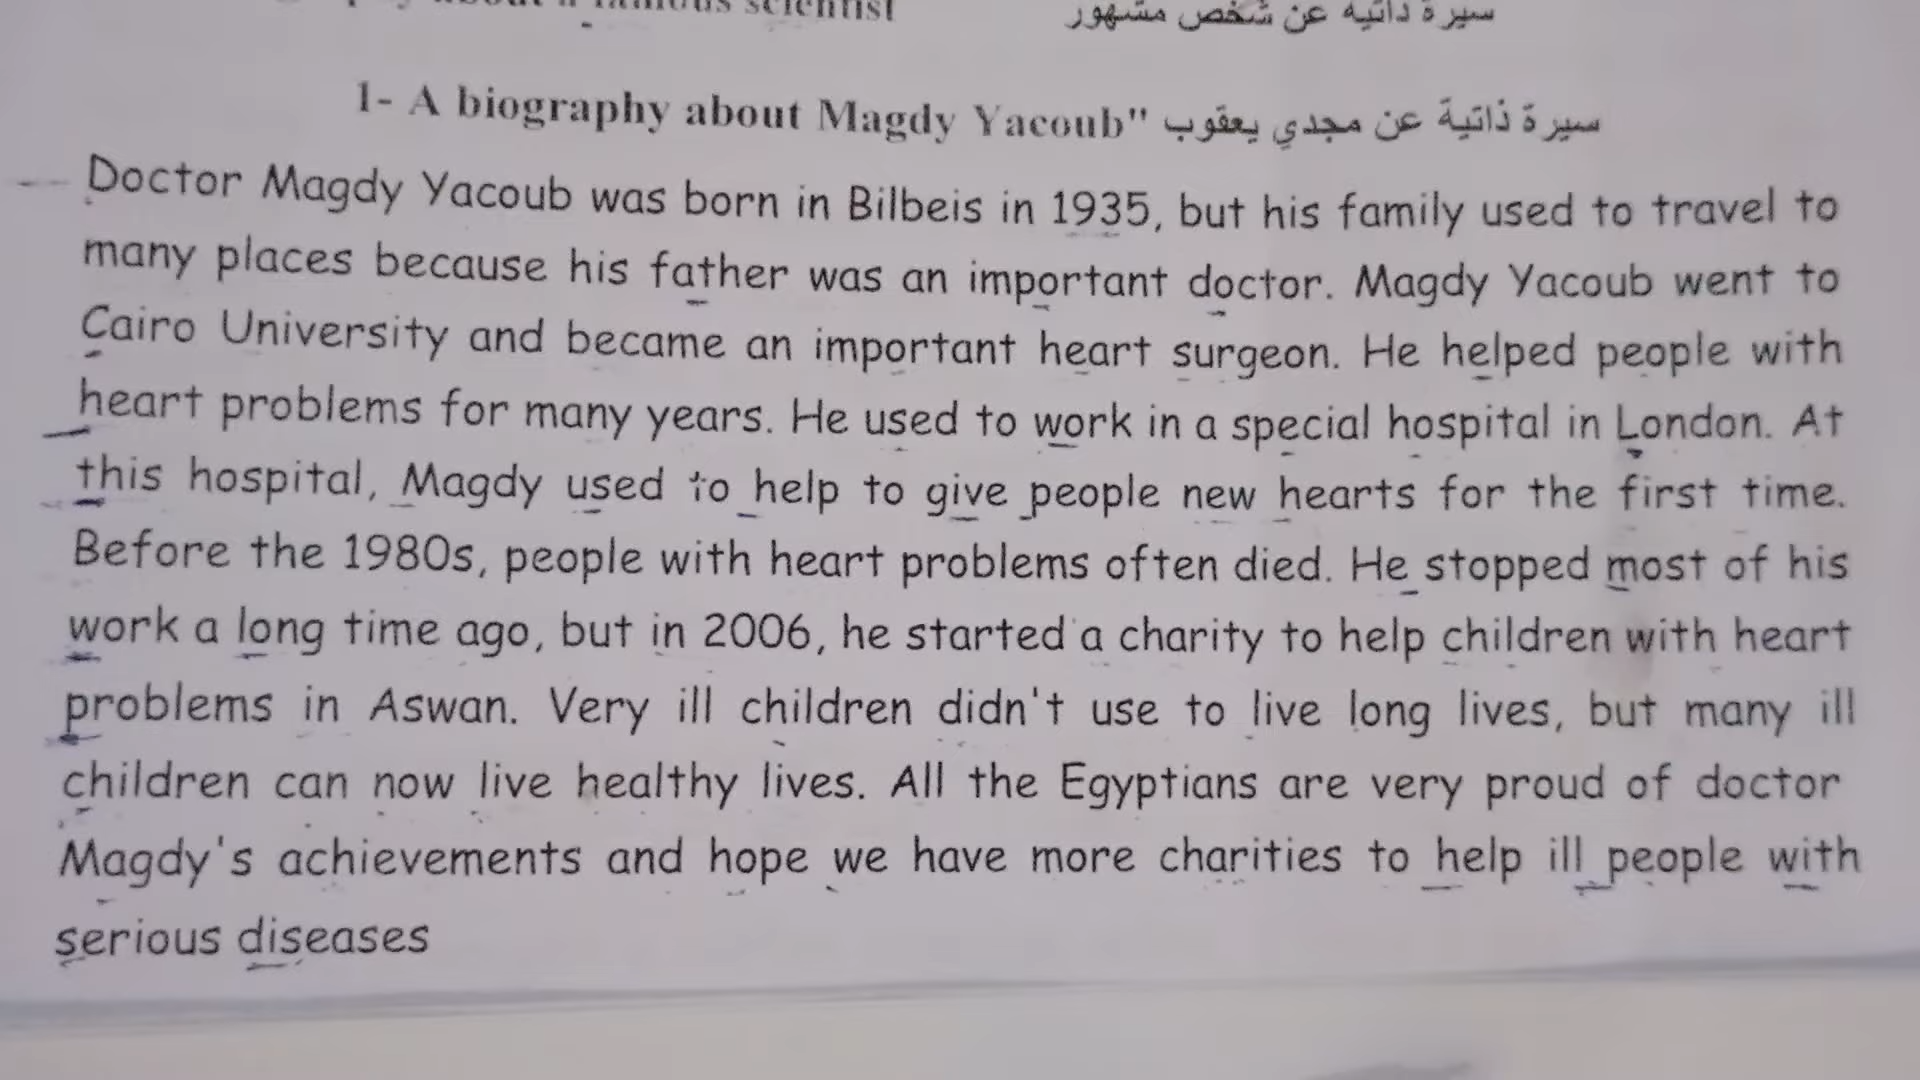 about a famous scientist سيرة ذاتية عن شخص مشهور
1- A biography about Magdy Yacoub" سيرة ذاتية عن مجدي يعقوب
Doctor Magdy Yacoub was born in Bilbeis in 1935, but his family used to travel to
many places because his father was an important doctor. Magdy Yacoub went to
Cairo University and became an important heart surgeon. He helped people with
heart problems for many years. He used to work in a special hospital in London. At
this hospital, Magdy used to help to give people new hearts for the first time.
Before the 1980s, people with heart problems often died. He stopped most of his
work a long time ago, but in 2006, he started a charity to help children with heart
problems in Aswan. Very ill children didn't use to live long lives, but many ill
children can now live healthy lives. All the Egyptians are very proud of doctor
Magdy's achievements and hope we have more charities to help ill people with
serious diseases